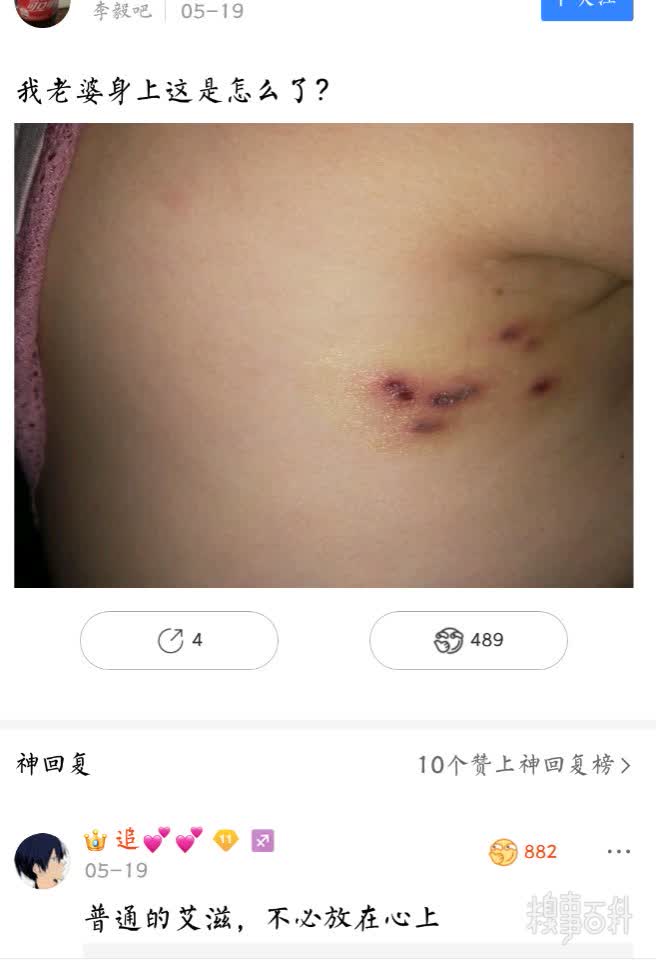 李毅吧 05-19
我老婆身上这是怎么了？
4
489
神回复
10个赞上神回复榜
追
11
882
05-19
普通的艾滋，不必放在心上
糗事百科